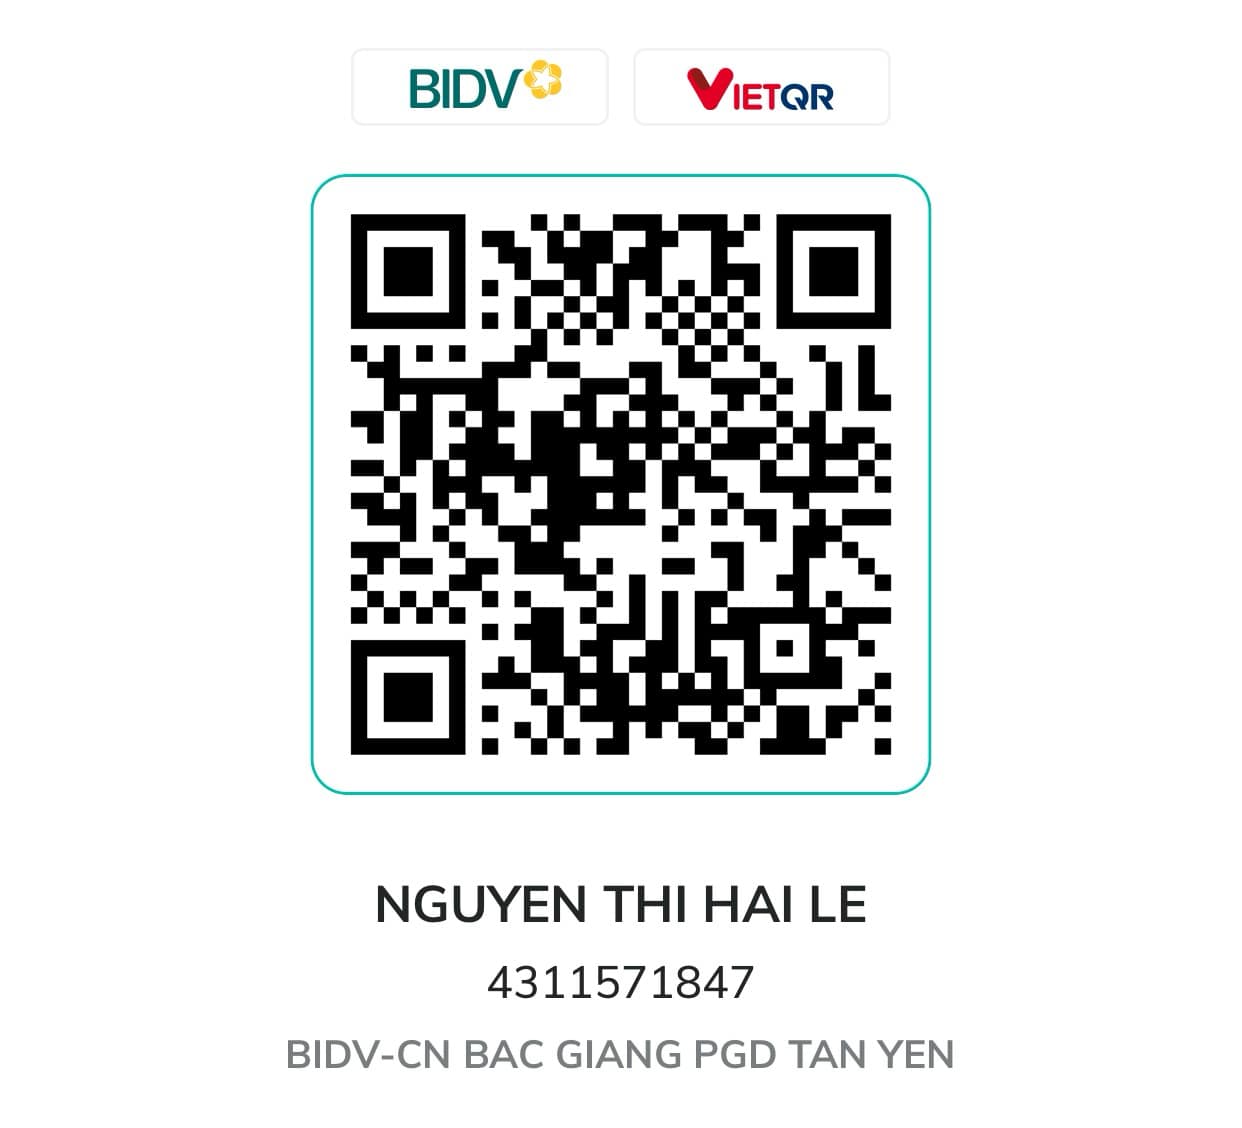 BIDV
VIETQR
NGUYEN THI HAI LE
4311571847
BIDV-CN BAC GIANG PGD TAN YEN